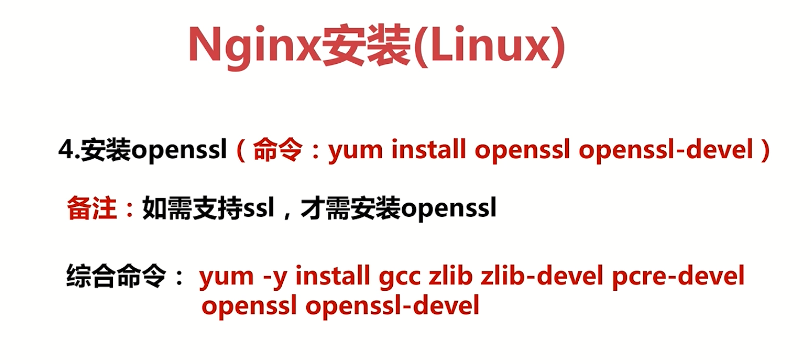 Nginx安装(Linux)
4.安装openssl（命令：yum install openssl openssl-devel）
备注：如需支持ssl，才需安装openssl
综合命令： yum -y install gcc zlib zlib-devel pcre-devel
openssl openssl-devel